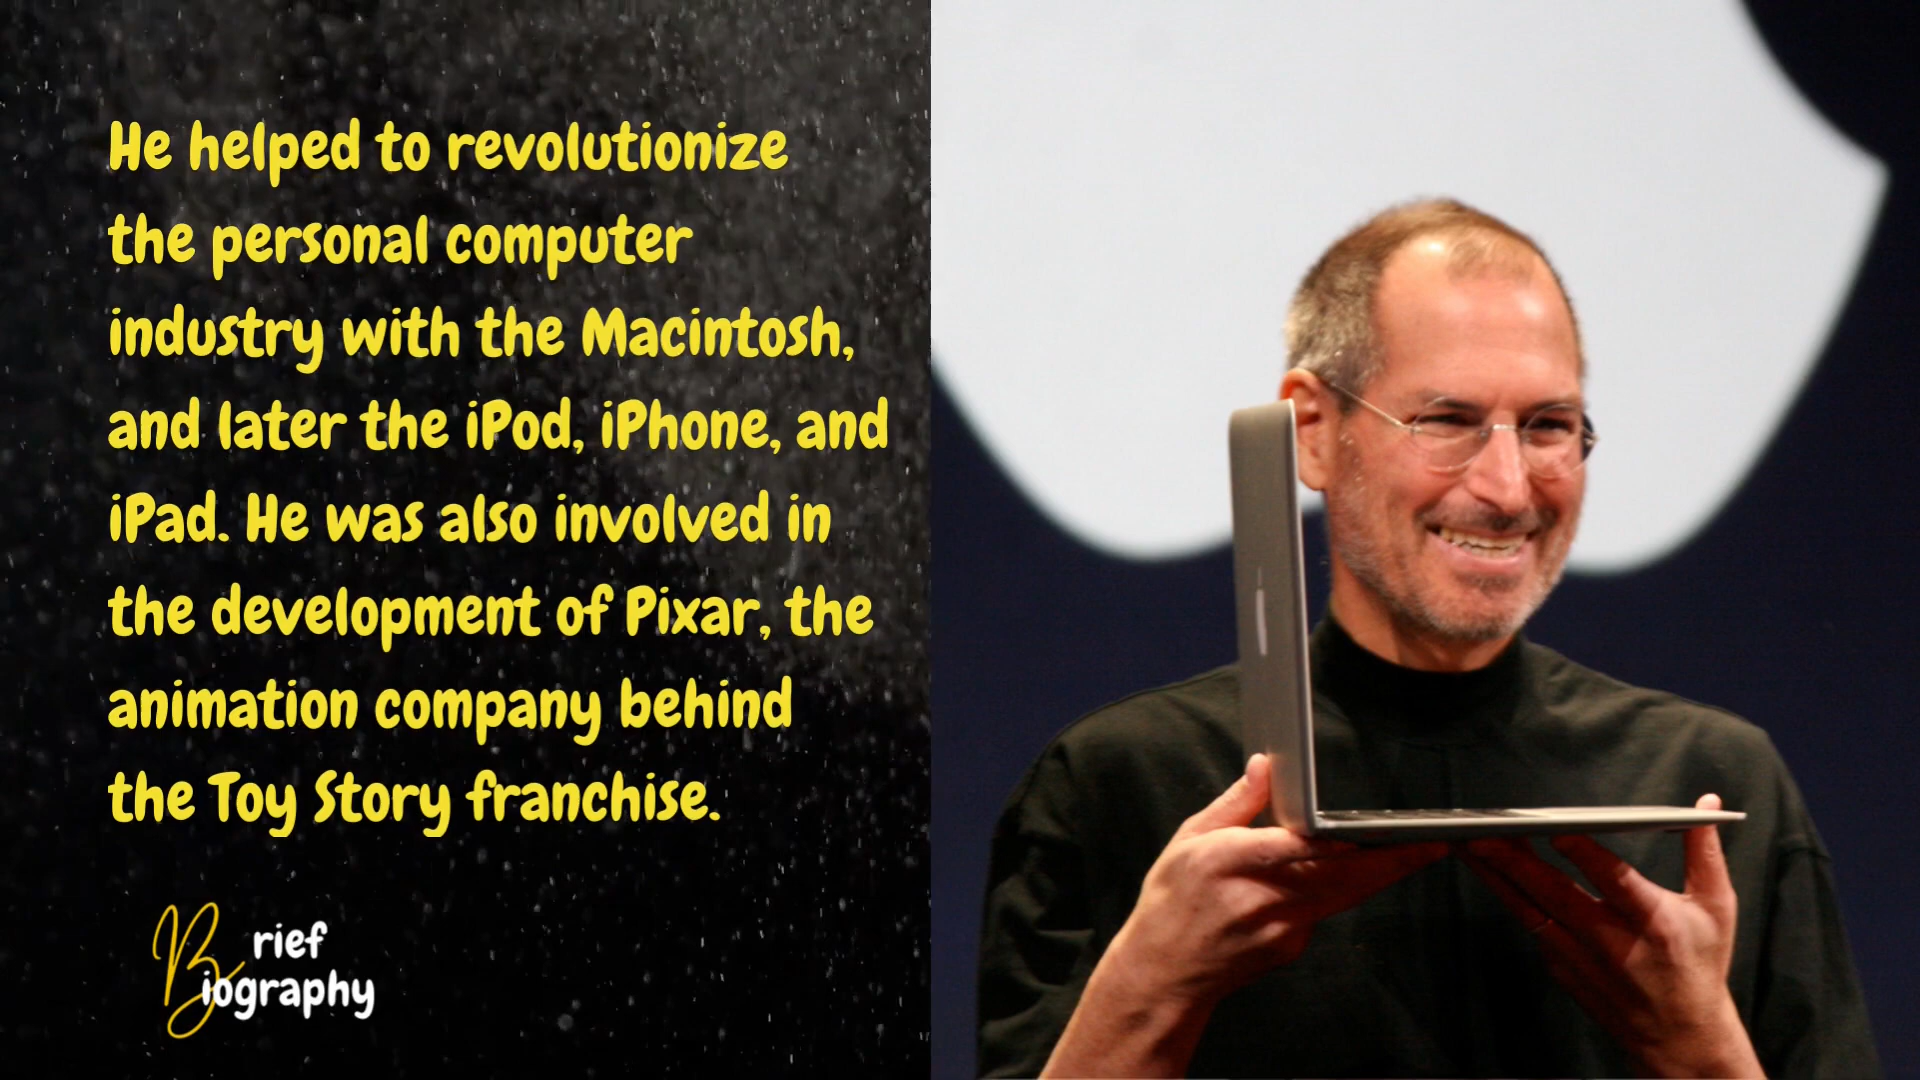 He helped to revolutionize
the personal computer
industry with the Macintosh,
and later the iPod, iPhone, and
iPad. He was also involved in
the development of Pixar, the
animation company behind
the Toy Story franchise.
Brief
Biography